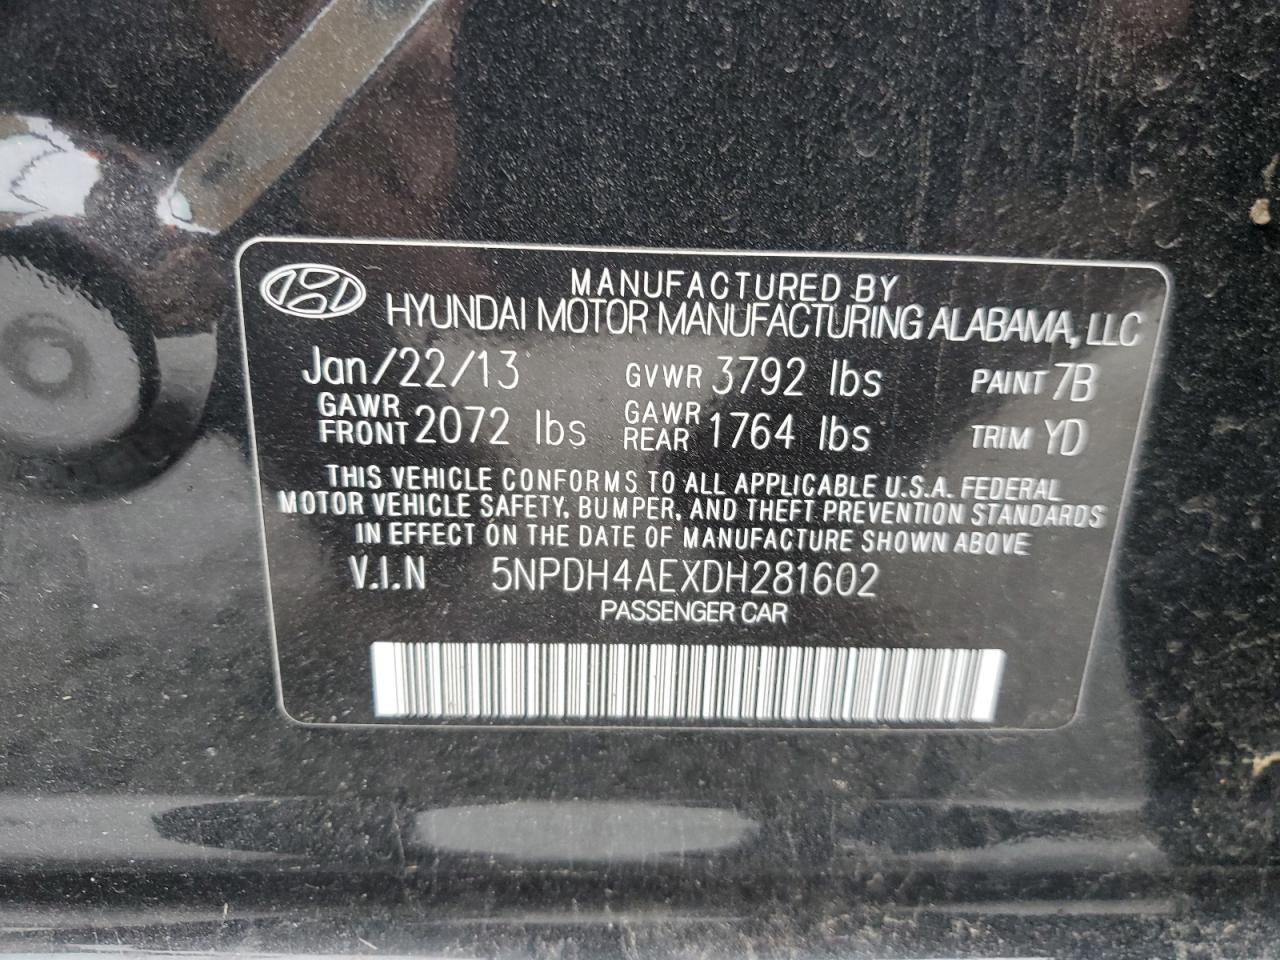 MANUFACTURED BY
HYUNDAI MOTOR MANUFACTURING ALABAMA, LLC
Jan/22/13 GVWR 3792 lbs PAINT 7B
GAWR FRONT 2072 lbs GAWR REAR 1764 lbs TRIM YD
THIS VEHICLE CONFORMS TO ALL APPLICABLE U.S.A. FEDERAL
MOTOR VEHICLE SAFETY, BUMPER, AND THEFT PREVENTION STANDARDS
IN EFFECT ON THE DATE OF MANUFACTURE SHOWN ABOVE
V.I.N 5NPDH4AEXDH281602
PASSENGER CAR